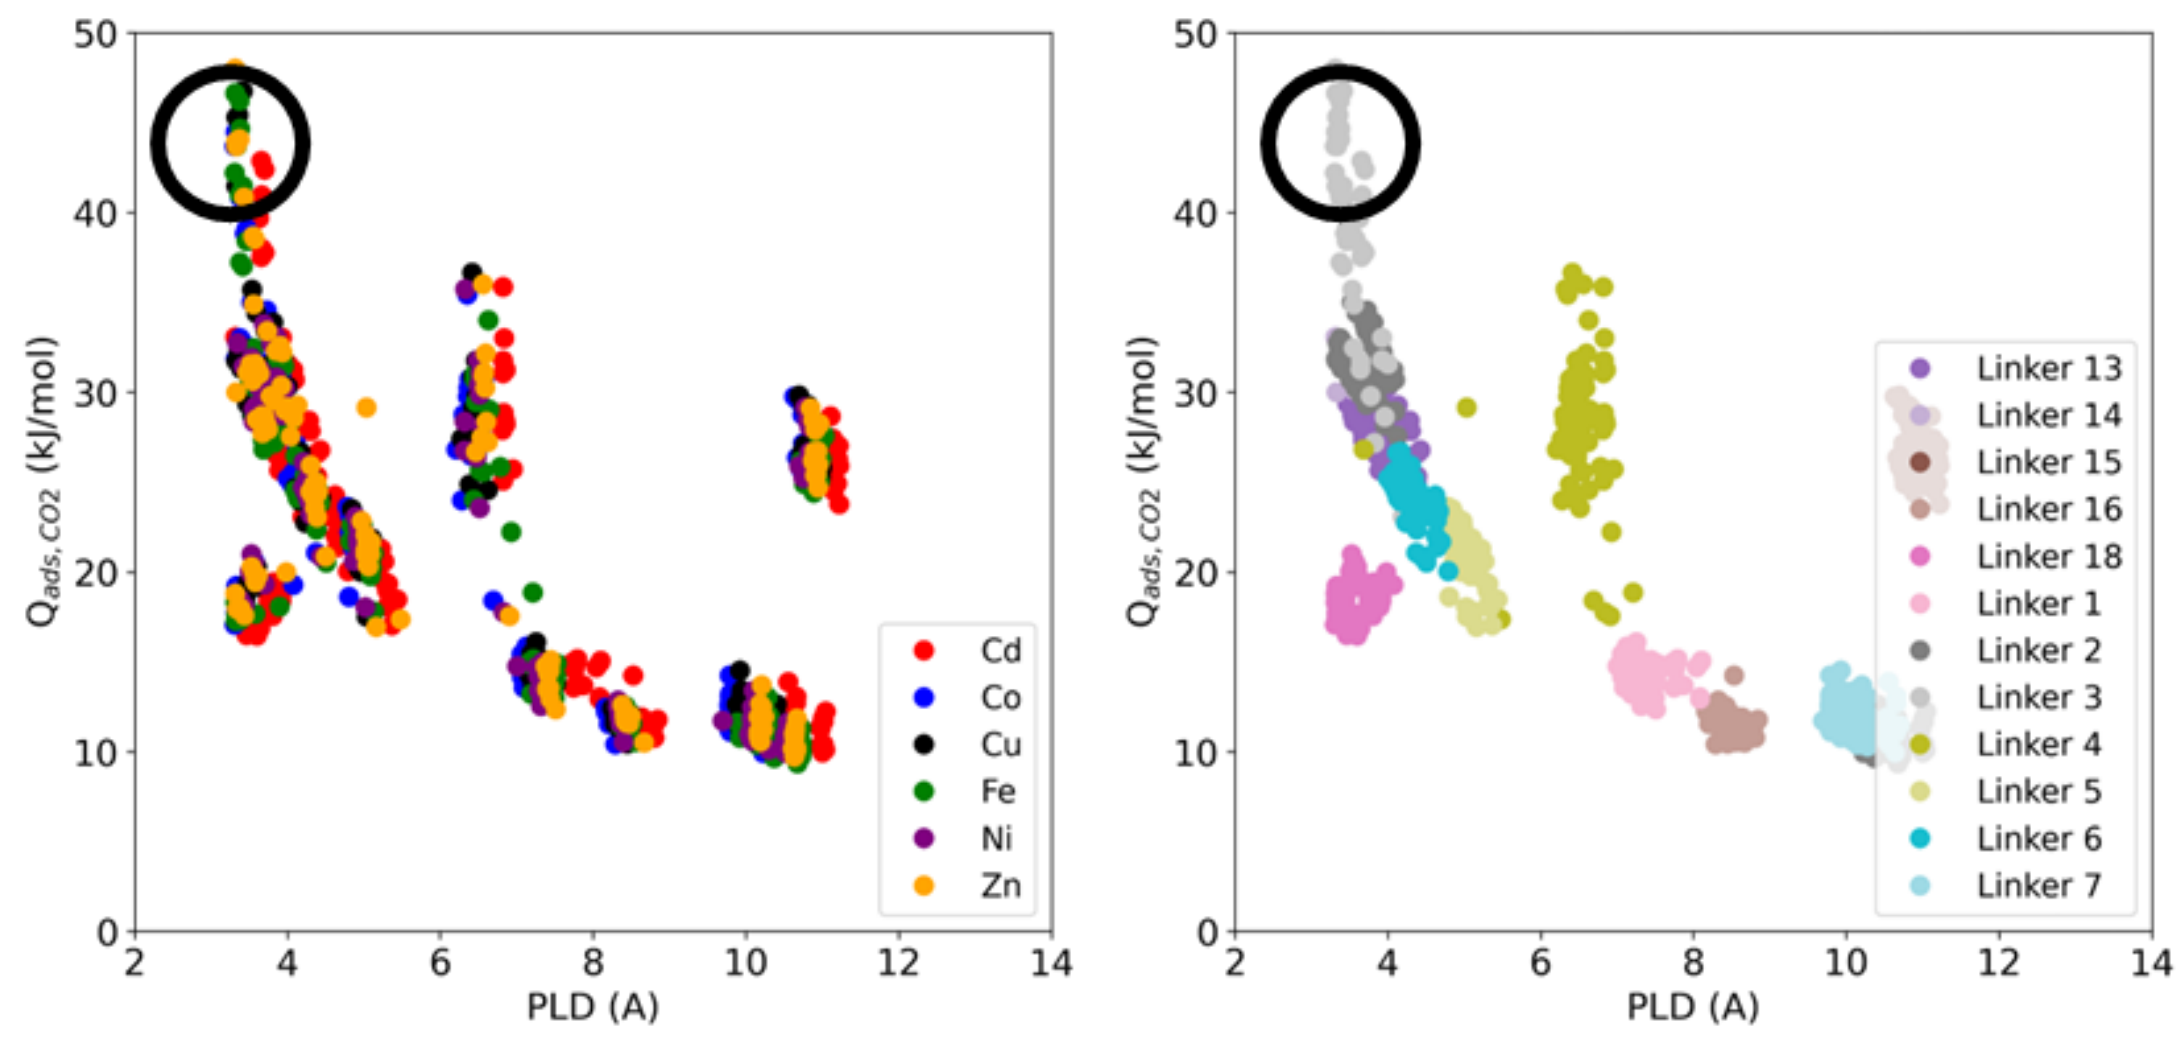 50
40
30
20
10
0
Qads,CO2 (kJ/mol)
2 4 6 8 10 12 14
PLD (A)
Cd
Co
Cu
Fe
Ni
Zn
50
40
30
20
10
0
Qads,CO2 (kJ/mol)
2 4 6 8 10 12 14
PLD (A)
Linker 13
Linker 14
Linker 15
Linker 16
Linker 18
Linker 1
Linker 2
Linker 3
Linker 4
Linker 5
Linker 6
Linker 7